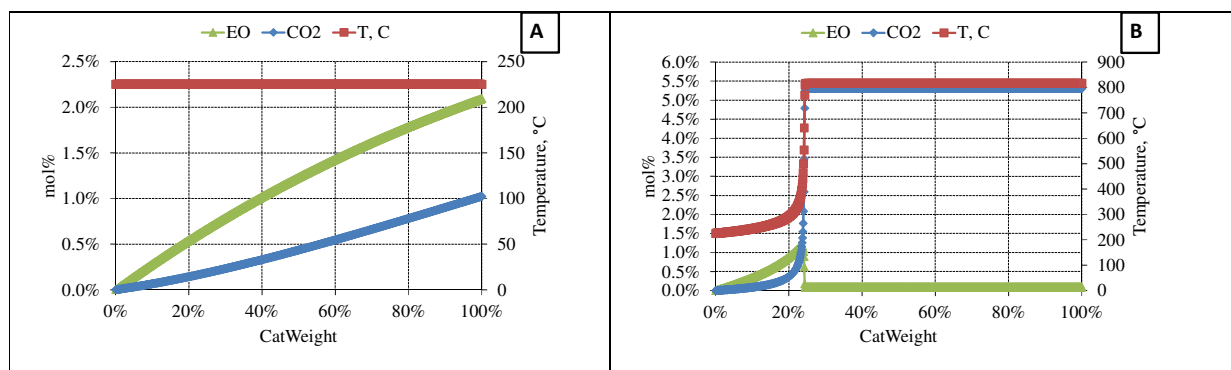 EO CO2 T, C A
2.5% 250
2.0% 200
1.5% 150
1.0% 100
0.5% 50
0.0% 0
0% 20% 40% 60% 80% 100%
CatWeight
mol%
Temperature, °C
EO CO2 T, C B
6.0% 900
5.5% 800
5.0% 700
4.5% 600
4.0% 500
3.5% 400
3.0% 300
2.5% 200
2.0% 100
1.5% 0
1.0%
0.5%
0.0%
0% 20% 40% 60% 80% 100%
CatWeight
mol%
Temperature, °C